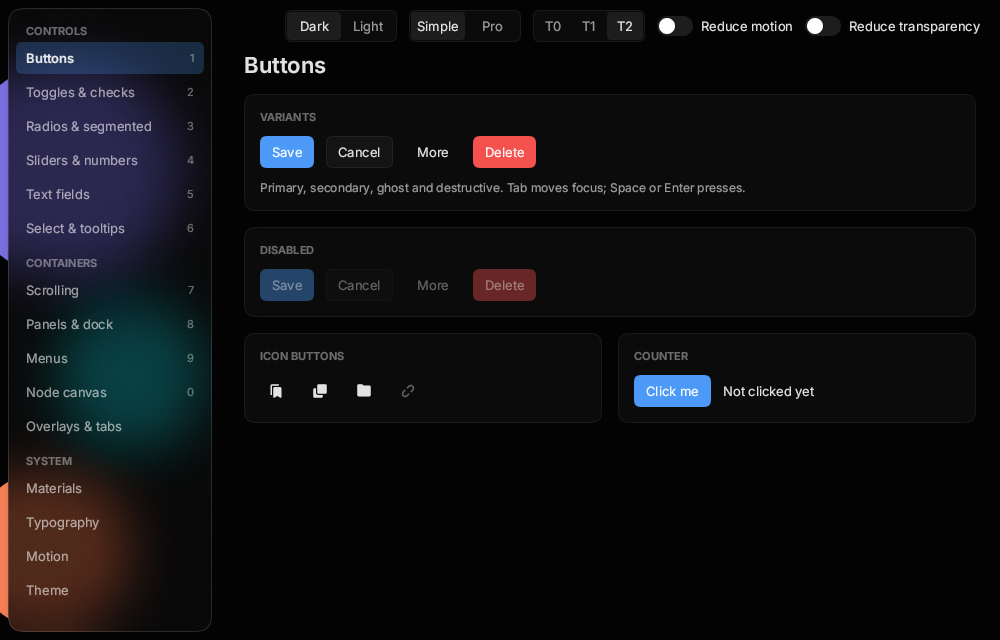 Dark Light Simple Pro T0 T1 T2 Reduce motion Reduce transparency
CONTROLS
Buttons 1
Toggles & checks 2
Radios & segmented 3
Sliders & numbers 4
Text fields 5
Select & tooltips 6
CONTAINERS
Scrolling 7
Panels & dock 8
Menus 9
Node canvas 0
Overlays & tabs
SYSTEM
Materials
Typography
Motion
Theme
Buttons
VARIANTS
Save Cancel More Delete
Primary, secondary, ghost and destructive. Tab moves focus; Space or Enter presses.
DISABLED
Save Cancel More Delete
ICON BUTTONS
COUNTER
Click me Not clicked yet